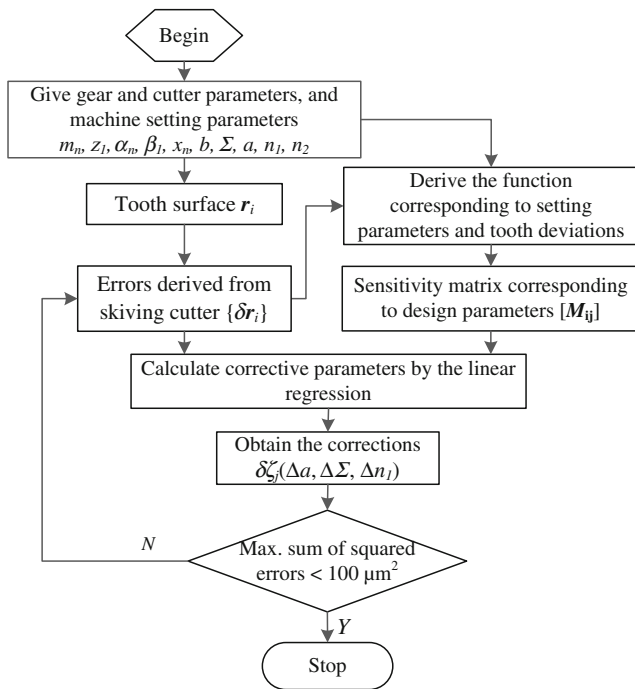 Begin
Give gear and cutter parameters, and
machine setting parameters
mn, z1, αn, β1, xn, b, Σ, a, n1, n2
Tooth surface ri
Derive the function
corresponding to setting
parameters and tooth deviations
Errors derived from
skiving cutter {δri}
Sensitivity matrix corresponding
to design parameters [Mij]
Calculate corrective parameters by the linear
regression
Obtain the corrections
δζj(Δa, ΔΣ, Δn1)
N
Max. sum of squared
errors < 100 μm²
Y
Stop